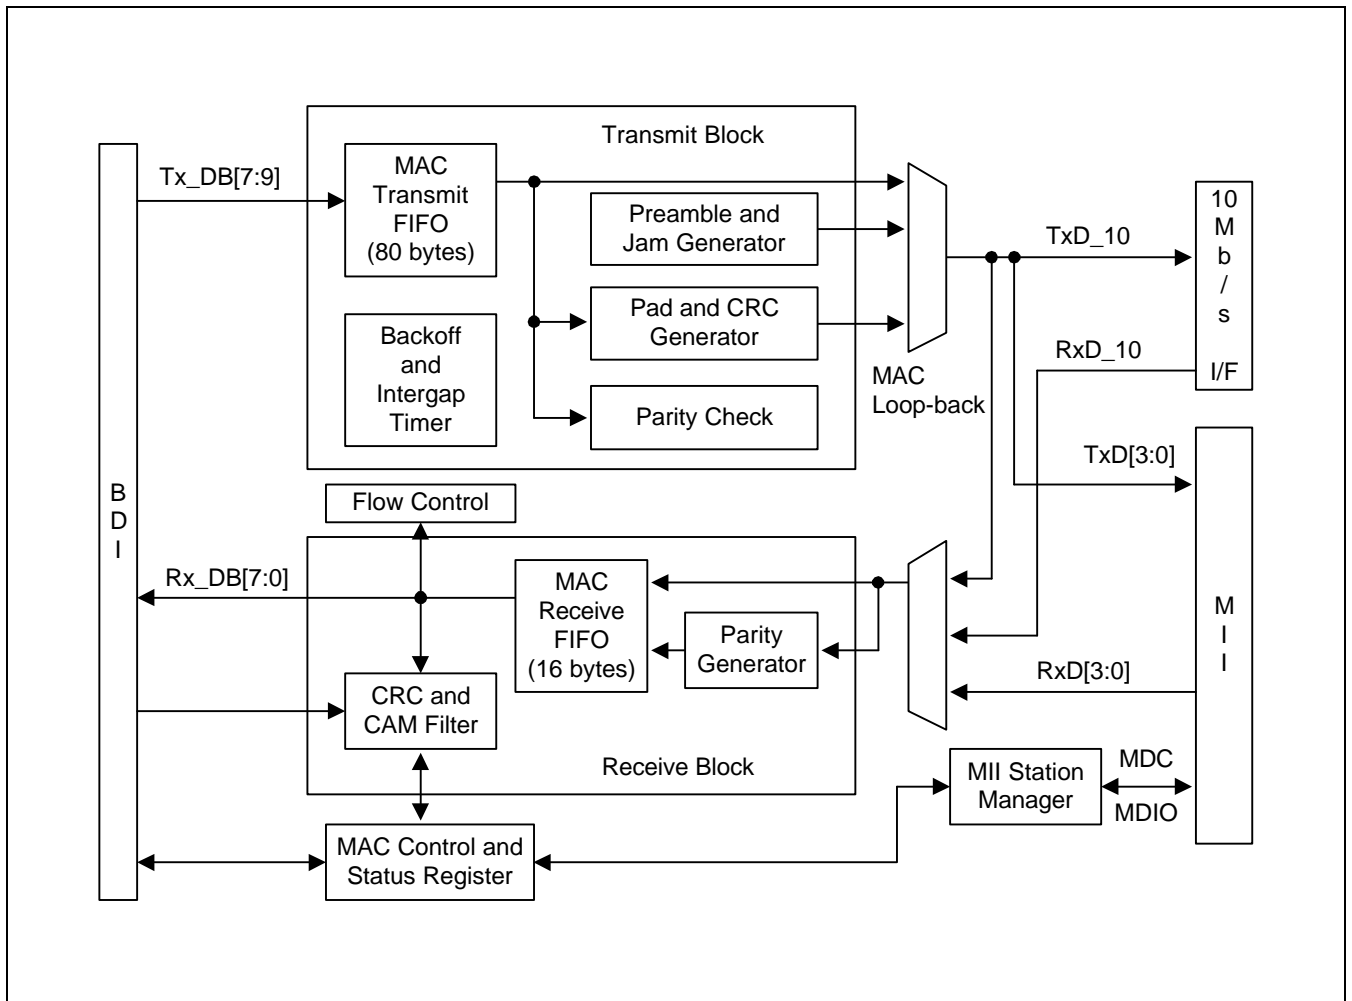 Transmit Block
Tx_DB[7:9]
MAC
Transmit
FIFO
(80 bytes)
Preamble and
Jam Generator
Pad and CRC
Generator
Parity Check
Backoff
and
Intergap
Timer
MAC
Loop-back
TxD_10
RxD_10
10
M
b
/
s
I/F
TxD[3:0]
B
D
I
Flow Control
Rx_DB[7:0]
MAC
Receive
FIFO
(16 bytes)
Parity
Generator
CRC and
CAM Filter
Receive Block
RxD[3:0]
M
I
I
MII Station
Manager
MDC
MDIO
MAC Control and
Status Register